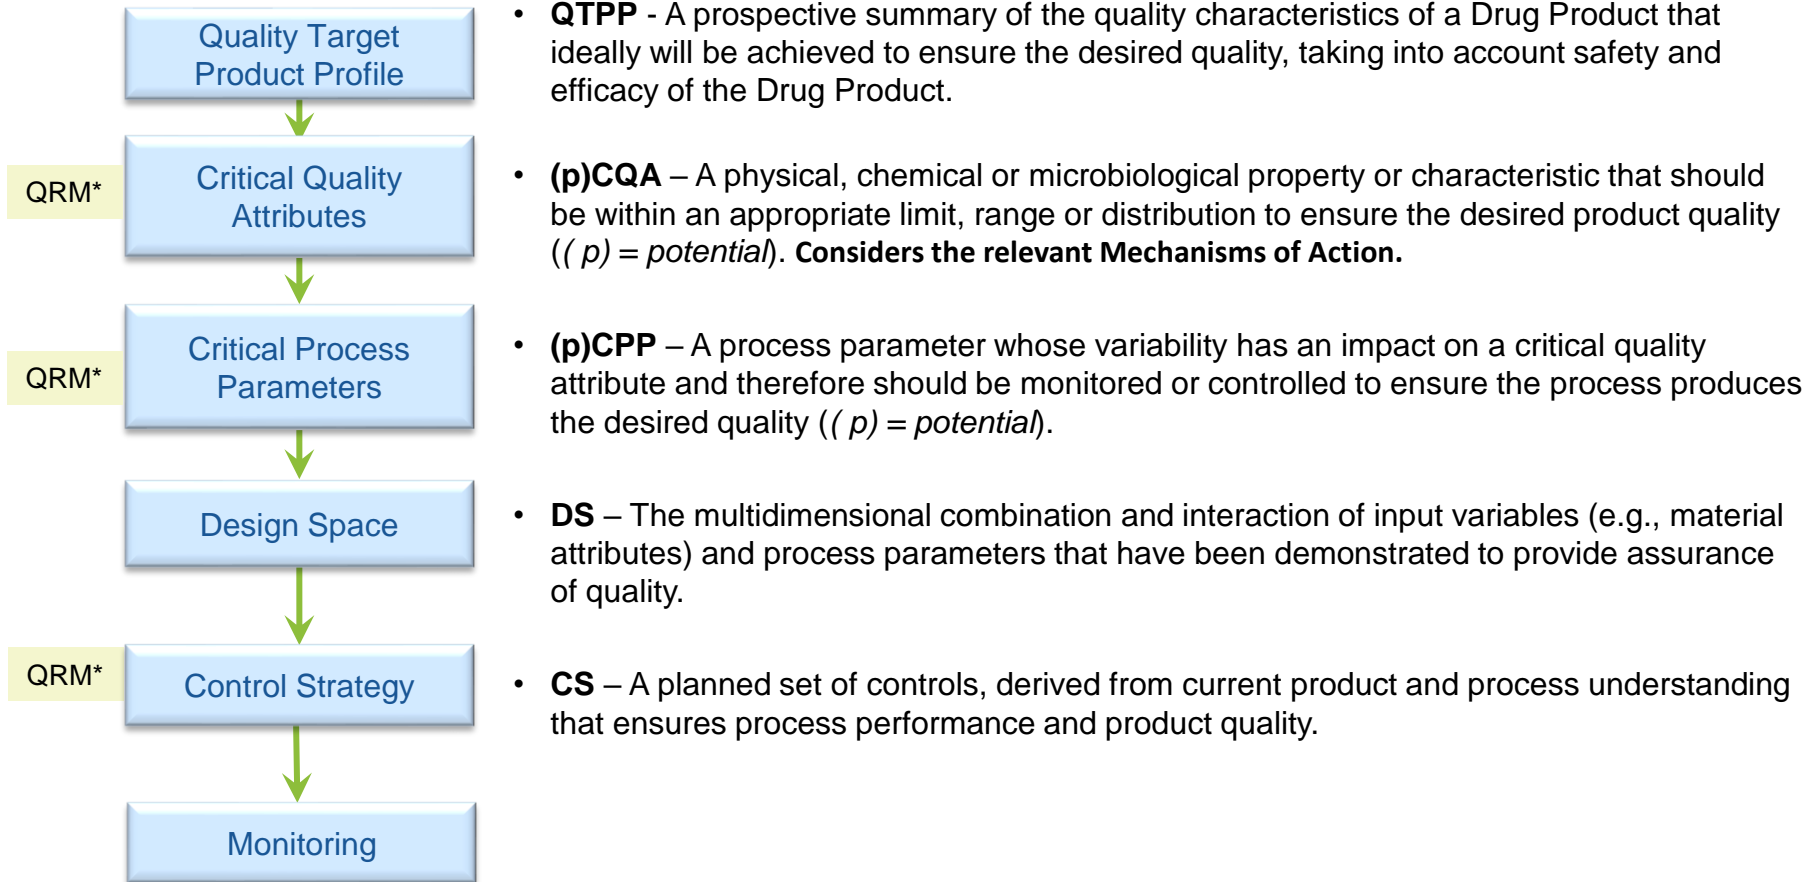 Quality Target
Product Profile
• QTPP - A prospective summary of the quality characteristics of a Drug Product that
ideally will be achieved to ensure the desired quality, taking into account safety and
efficacy of the Drug Product.
QRM*
Critical Quality
Attributes
• (p)CQA – A physical, chemical or microbiological property or characteristic that should
be within an appropriate limit, range or distribution to ensure the desired product quality
(( p) = potential). Considers the relevant Mechanisms of Action.
QRM*
Critical Process
Parameters
• (p)CPP – A process parameter whose variability has an impact on a critical quality
attribute and therefore should be monitored or controlled to ensure the process produces
the desired quality (( p) = potential).
Design Space
• DS – The multidimensional combination and interaction of input variables (e.g., material
attributes) and process parameters that have been demonstrated to provide assurance
of quality.
QRM*
Control Strategy
• CS – A planned set of controls, derived from current product and process understanding
that ensures process performance and product quality.
Monitoring